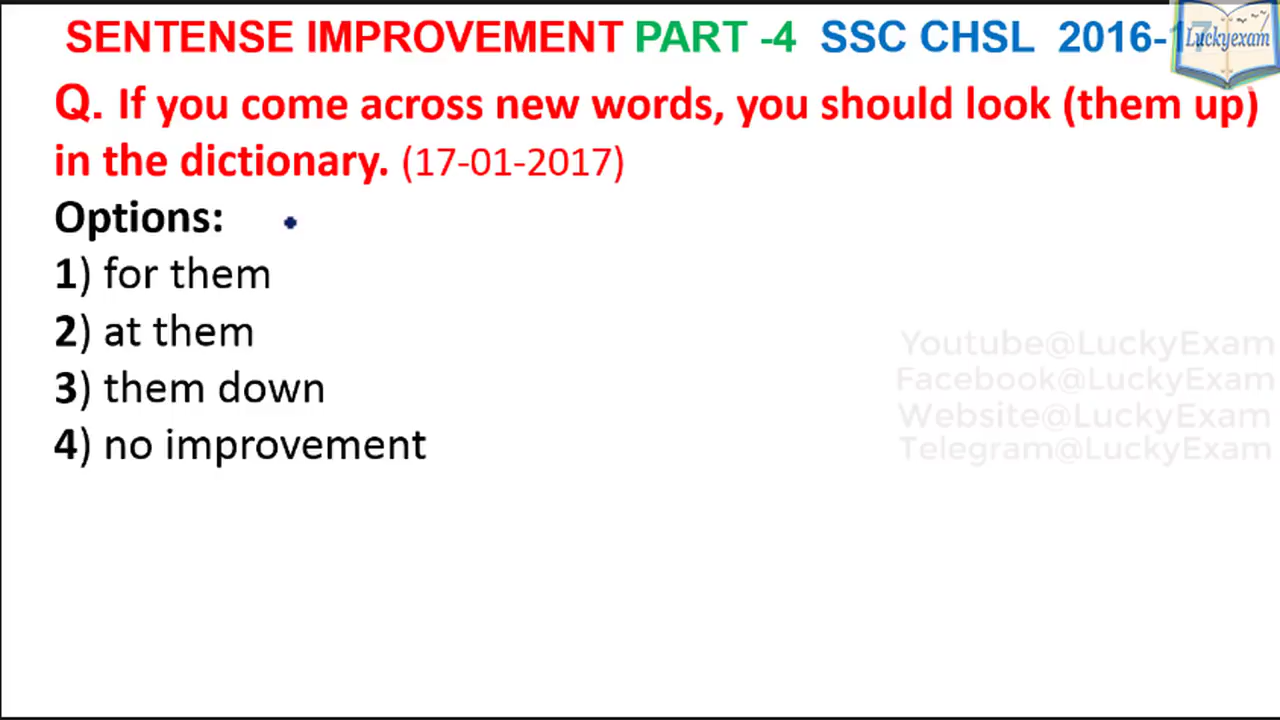 SENTENSE IMPROVEMENT PART -4 SSC CHSL 2016-17
Luckyexam
Q. If you come across new words, you should look (them up)
in the dictionary. (17-01-2017)
Options:
1) for them
2) at them
3) them down
4) no improvement
Youtube@LuckyExam
Facebook@LuckyExam
Website@LuckyExam
Telegram@LuckyExam